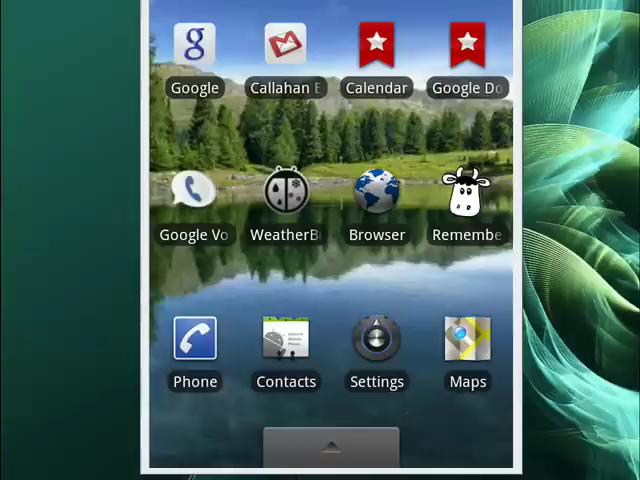 Google
Callahan E
Calendar
Google Do
Google Vo
WeatherB
Browser
Remembe
Phone
Contacts
Settings
Maps